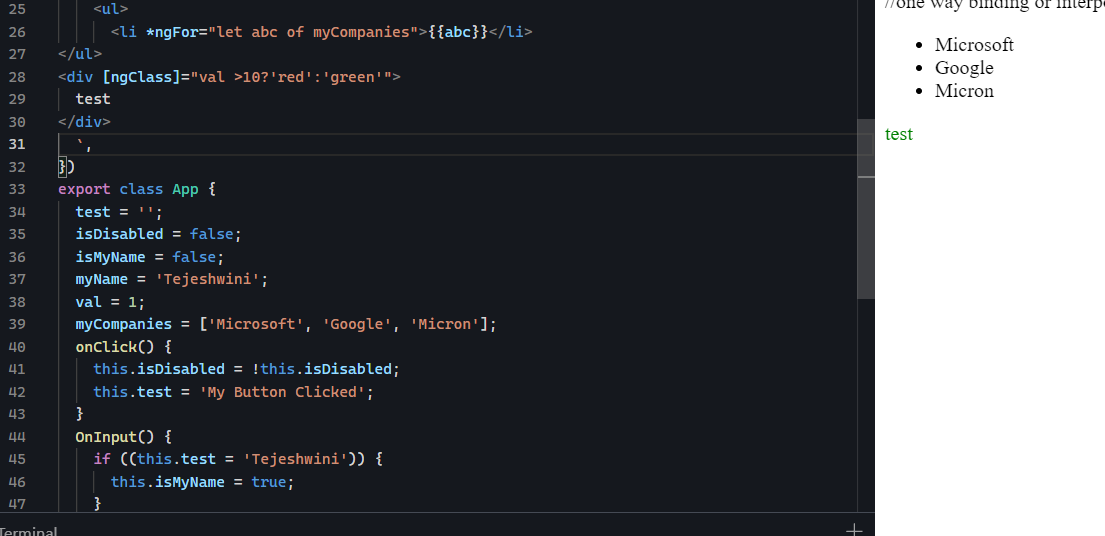 25 <ul>
26 <li *ngFor="let abc of myCompanies">{{abc}}</li>
27 </ul>
28 <div [ngClass]="val >10?'red':'green'">
29 test
30 </div>
31 `,
32 })
33 export class App {
34 test = '';
35 isDisabled = false;
36 isMyName = false;
37 myName = 'Tejeshwini';
38 val = 1;
39 myCompanies = ['Microsoft', 'Google', 'Micron'];
40 onClick() {
41 this.isDisabled = !this.isDisabled;
42 this.test = 'My Button Clicked';
43 }
44 OnInput() {
45 if ((this.test = 'Tejeshwini')) {
46 this.isMyName = true;
47 }
Terminal
//one way binding or
• Microsoft
• Google
• Micron
test